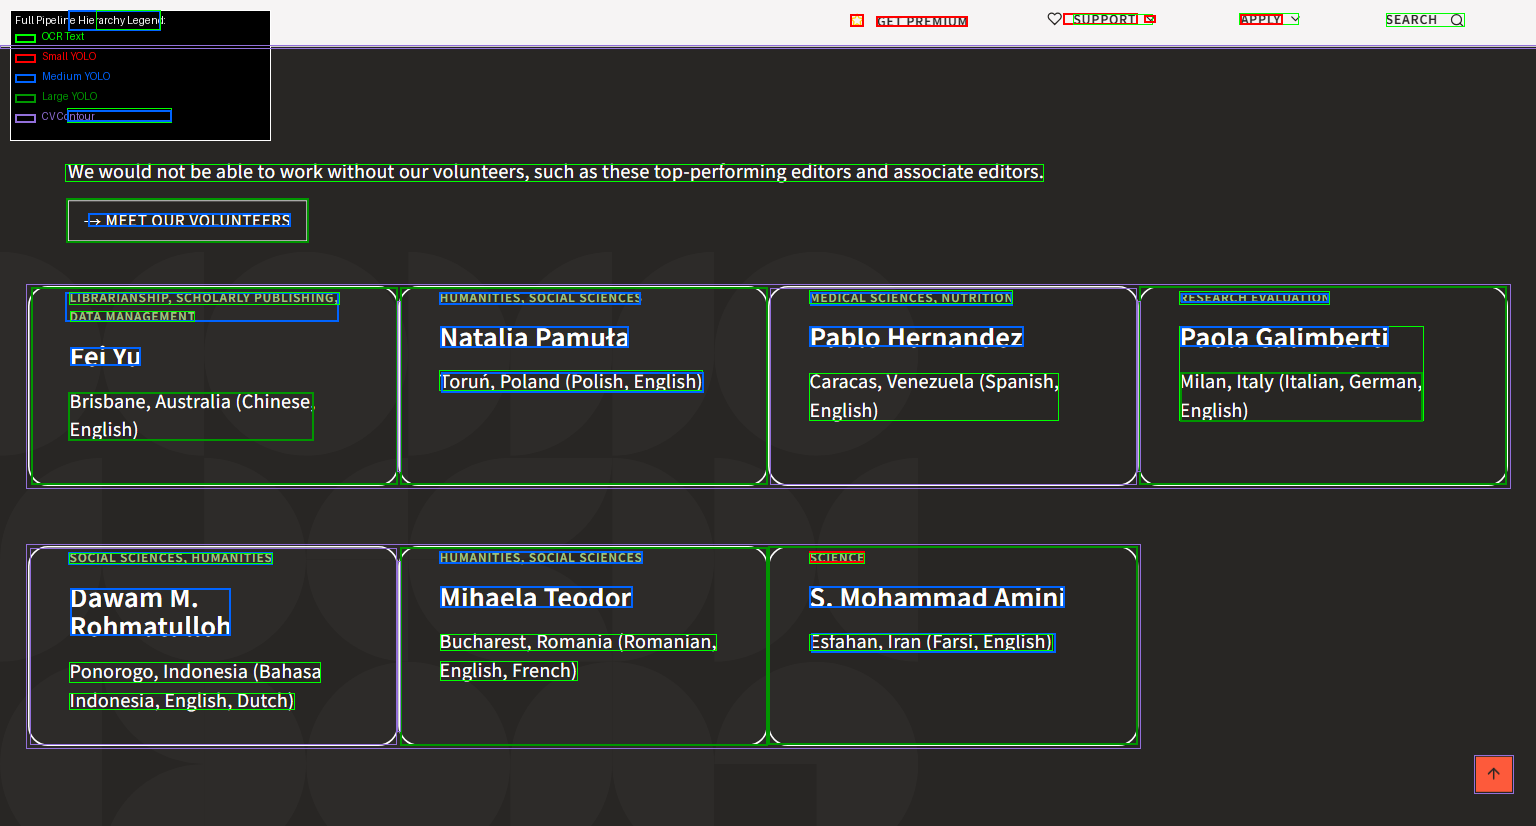 Full Pipeline Hierarchy Legend:
OCR Text
Small YOLO
Medium YOLO
Large YOLO
CV Contour
GET PREMIUM
SUPPORT
APPLY
SEARCH
We would not be able to work without our volunteers, such as these top-performing editors and associate editors.
→ MEET OUR VOLUNTEERS
LIBRARIANSHIP, SCHOLARLY PUBLISHING,
DATA MANAGEMENT
Fei Yu
Brisbane, Australia (Chinese,
English)
HUMANITIES, SOCIAL SCIENCES
Natalia Pamuła
Toruń, Poland (Polish, English)
MEDICAL SCIENCES, NUTRITION
Pablo Hernandez
Caracas, Venezuela (Spanish,
English)
RESEARCH EVALUATION
Paola Galimberti
Milan, Italy (Italian, German,
English)
SOCIAL SCIENCES, HUMANITIES
Dawam M.
Rohmatulloh
Ponorogo, Indonesia (Bahasa
Indonesia, English, Dutch)
HUMANITIES, SOCIAL SCIENCES
Mihaela Teodor
Bucharest, Romania (Romanian,
English, French)
SCIENCE
S. Mohammad Amini
Esfahan, Iran (Farsi, English)